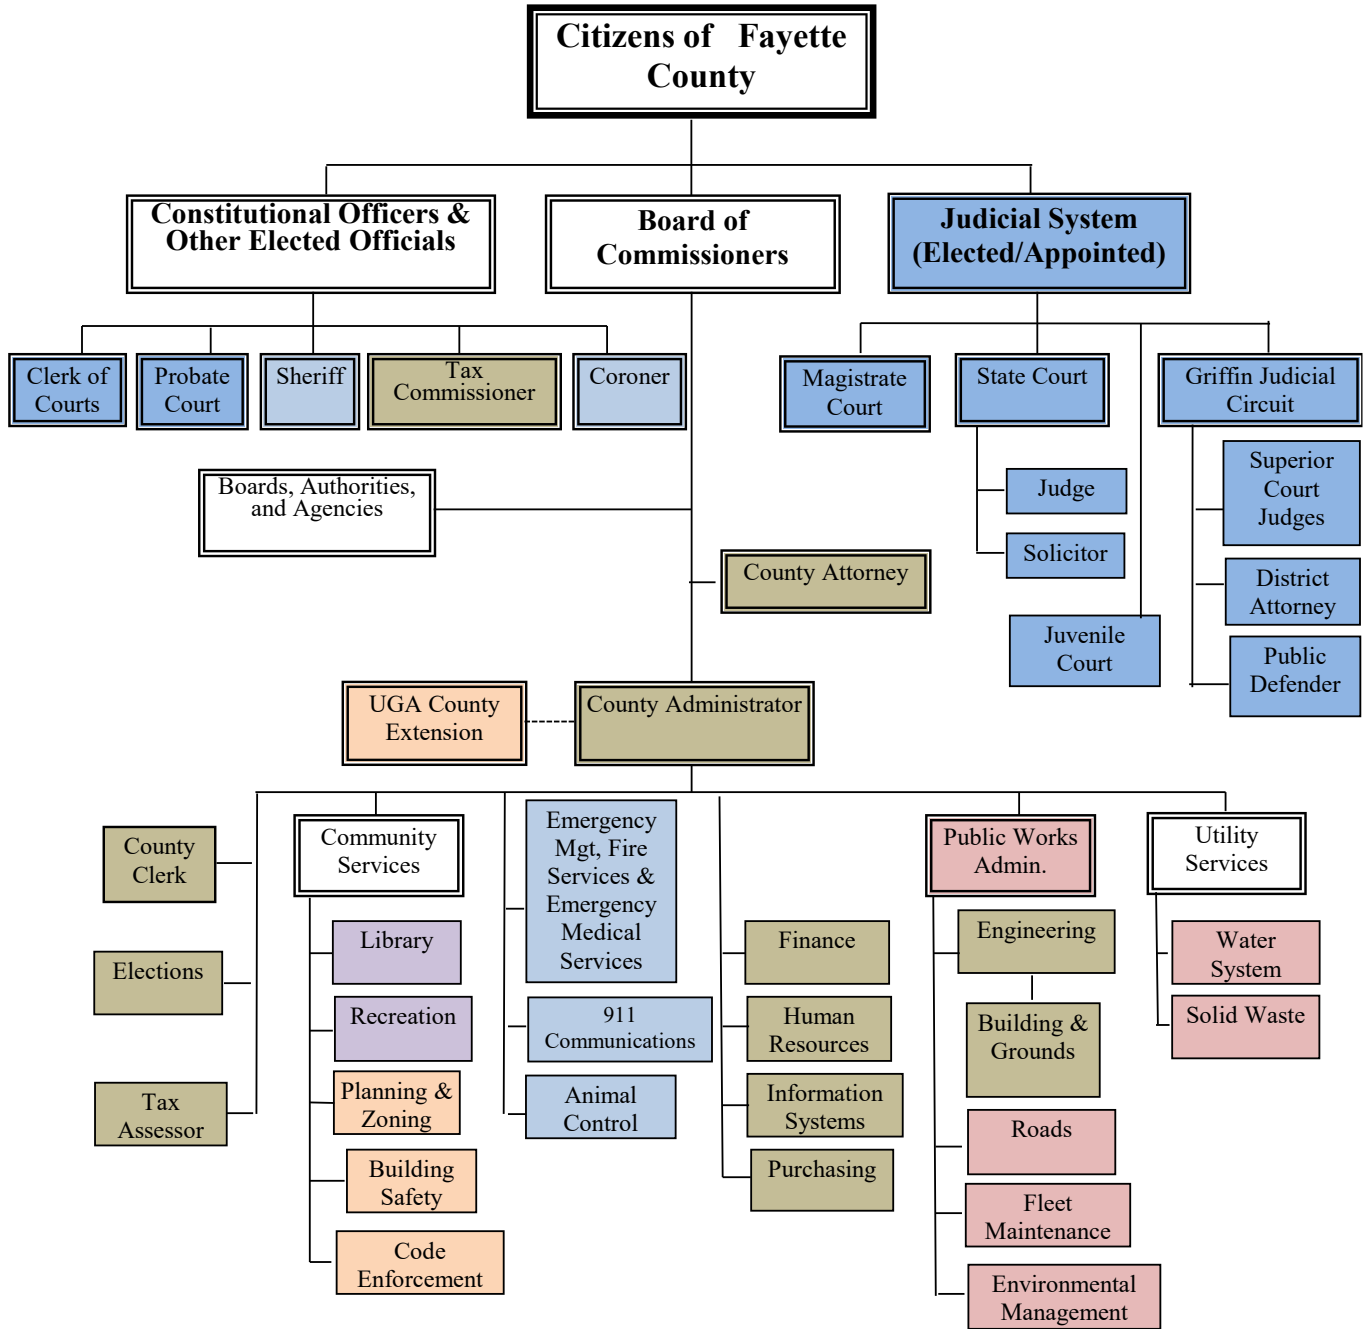 Citizens of Fayette
County
Constitutional Officers &
Other Elected Officials
Board of
Commissioners
Judicial System
(Elected/Appointed)
Clerk of
Courts
Probate
Court
Sheriff
Tax
Commissioner
Coroner
Magistrate
Court
State Court
Griffin Judicial
Circuit
Superior
Court
Judges
Judge
Solicitor
District
Attorney
Juvenile
Court
Public
Defender
Boards, Authorities,
and Agencies
County Attorney
UGA County
Extension
County Administrator
County
Clerk
Elections
Tax
Assessor
Community
Services
Library
Recreation
Planning &
Zoning
Building
Safety
Code
Enforcement
Emergency
Mgt, Fire
Services &
Emergency
Medical
Services
911
Communications
Animal
Control
Finance
Human
Resources
Information
Systems
Purchasing
Public Works
Admin.
Engineering
Building &
Grounds
Roads
Fleet
Maintenance
Environmental
Management
Utility
Services
Water
System
Solid Waste